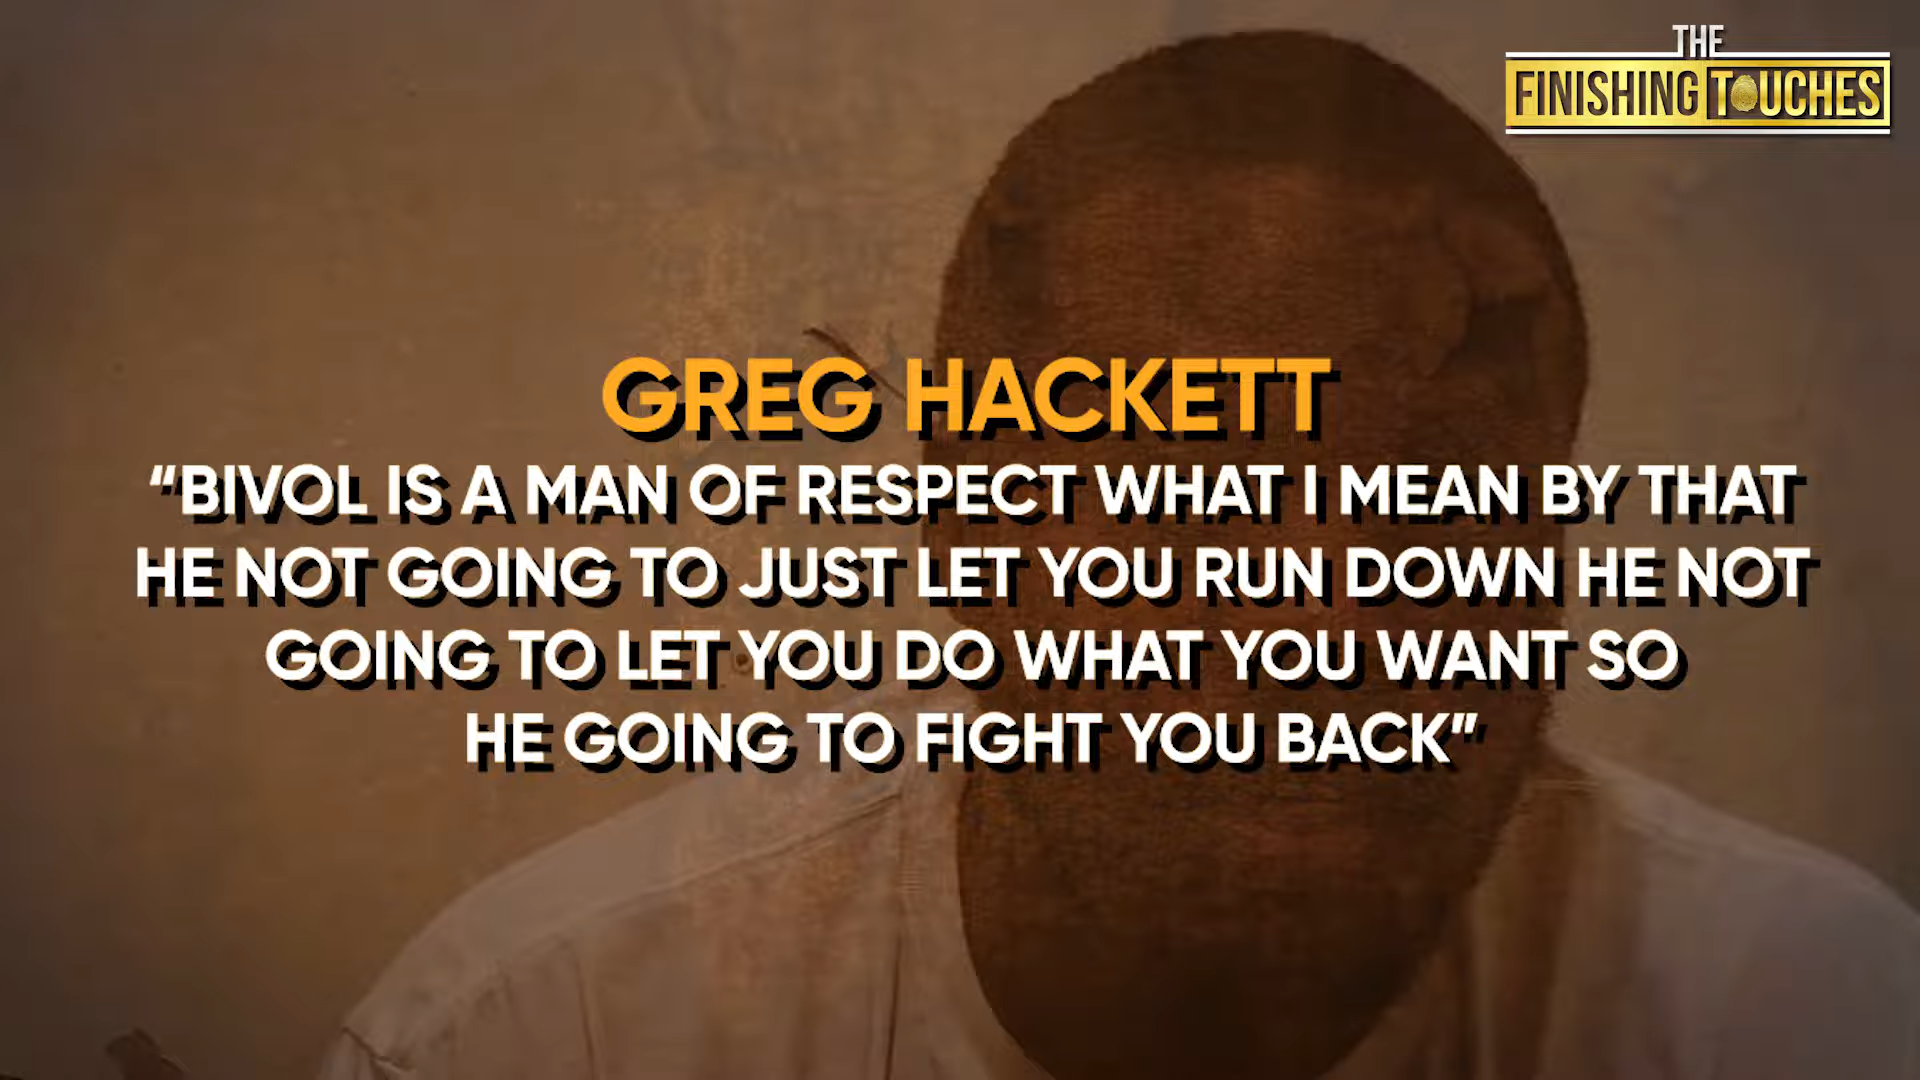 THE
FINISHING TOUCHES
GREG HACKETT
“BIVOL IS A MAN OF RESPECT WHAT I MEAN BY THAT
HE NOT GOING TO JUST LET YOU RUN DOWN HE NOT
GOING TO LET YOU DO WHAT YOU WANT SO
HE GOING TO FIGHT YOU BACK”